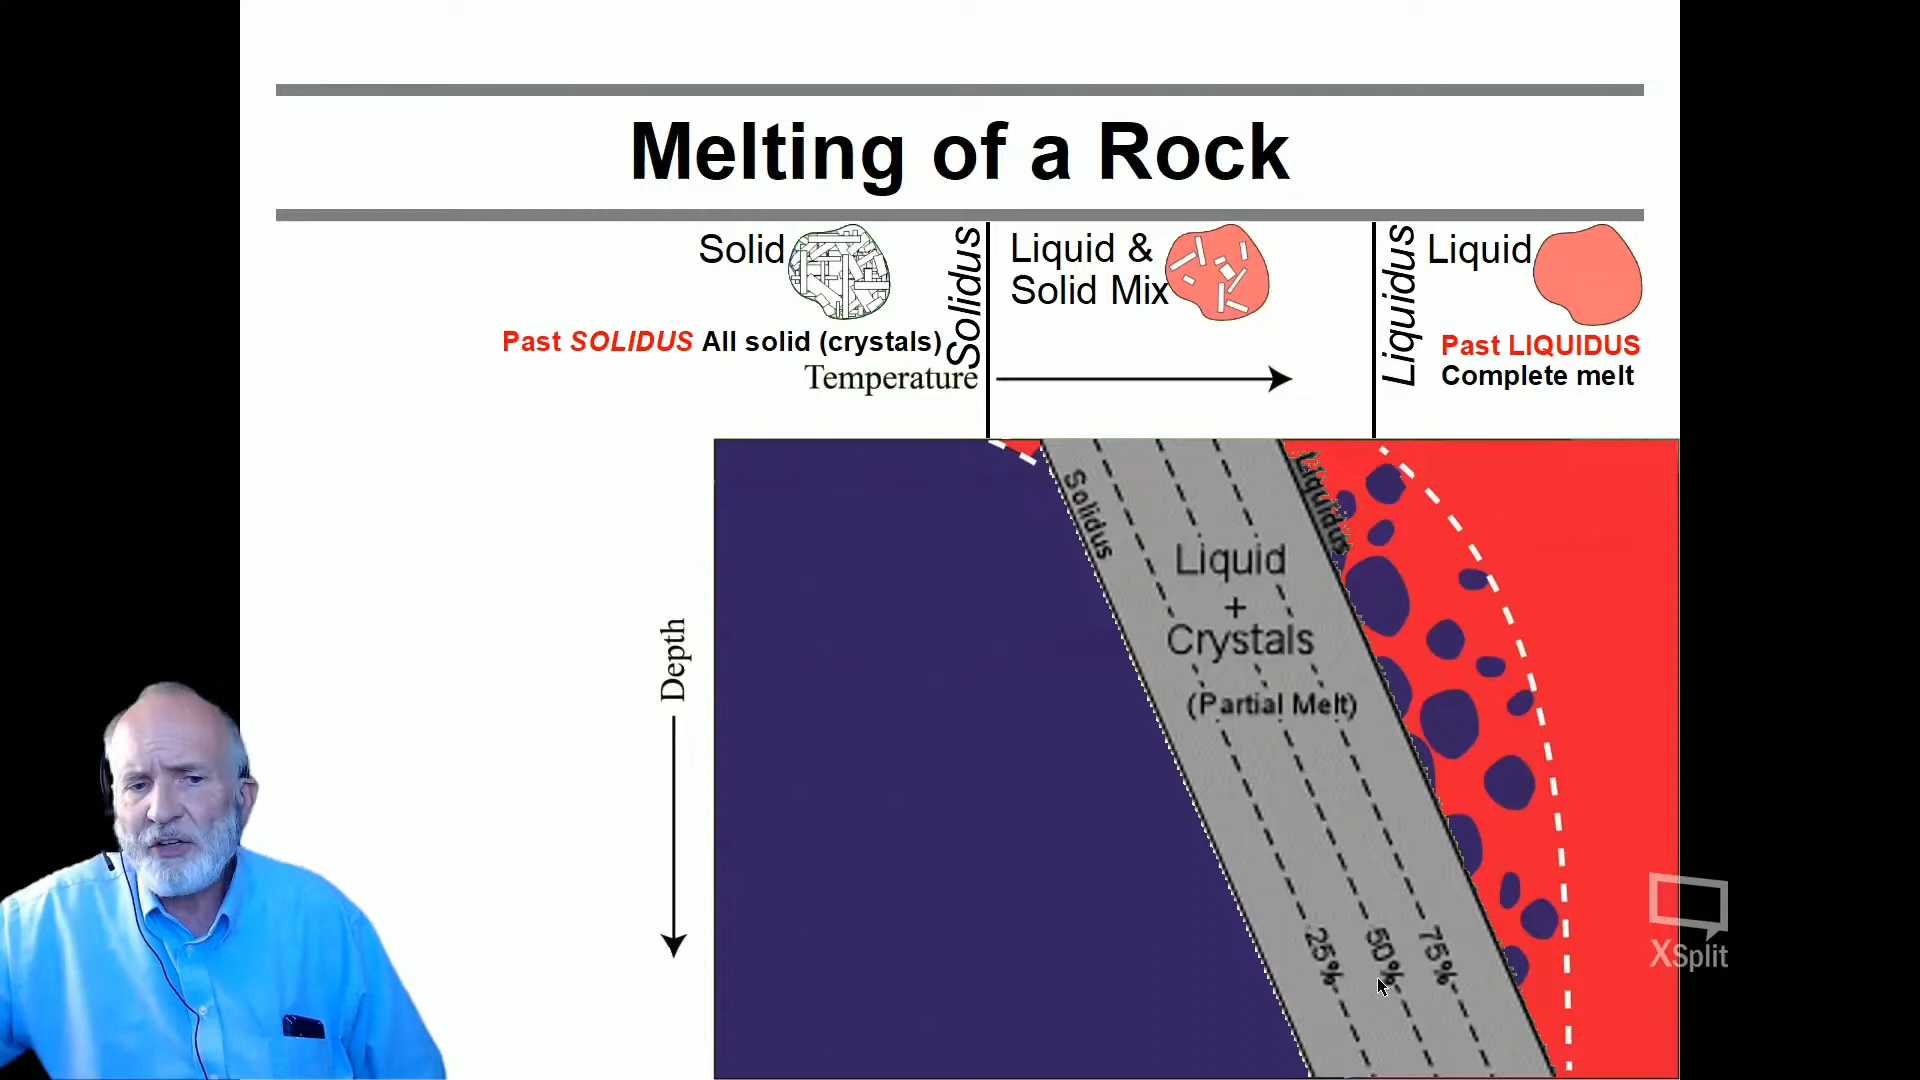 Melting of a Rock
Solid
Solidus
Liquid &
Solid Mix
Liquidus
Liquid
Past SOLIDUS All solid (crystals)
Past LIQUIDUS
Complete melt
Temperature
Solidus
Liquidus
Liquid
+
Crystals
(Partial Melt)
Depth
25%
50%
75%
XSplit